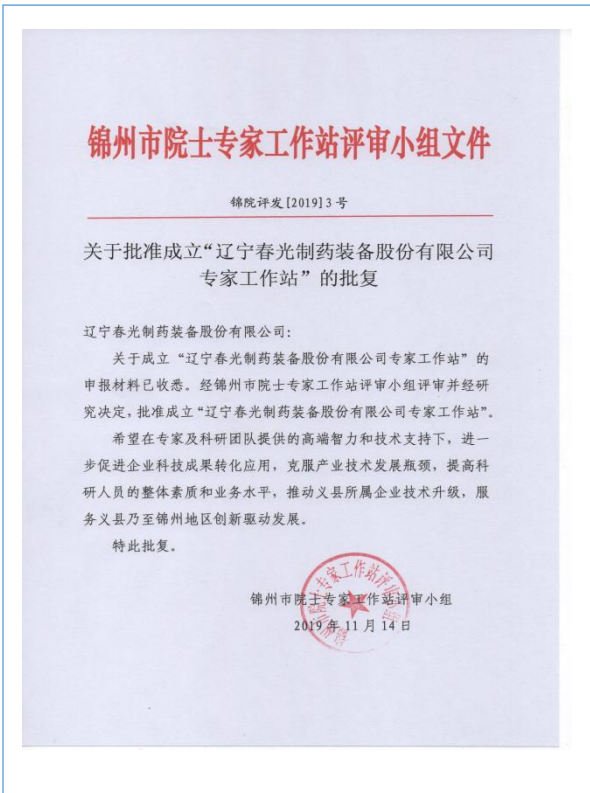 锦州市院士专家工作站评审小组文件
锦院评发[2019]3号
关于批准成立“辽宁春光制药装备股份有限公司
专家工作站”的批复
辽宁春光制药装备股份有限公司:
关于成立“辽宁春光制药装备股份有限公司专家工作站”的
申报材料已收悉。经锦州市院士专家工作站评审小组评审并经研
究决定,批准成立“辽宁春光制药装备股份有限公司专家工作站”。
希望在专家及科研团队提供的高端智力和技术支持下,进一
步促进企业科技成果转化应用,克服产业技术发展瓶颈,提高科
研人员的整体素质和业务水平,推动义县所属企业技术升级,服
务义县乃至锦州地区创新驱动发展。
特此批复。
锦州市院士专家工作站评审小组
2019年11月14日